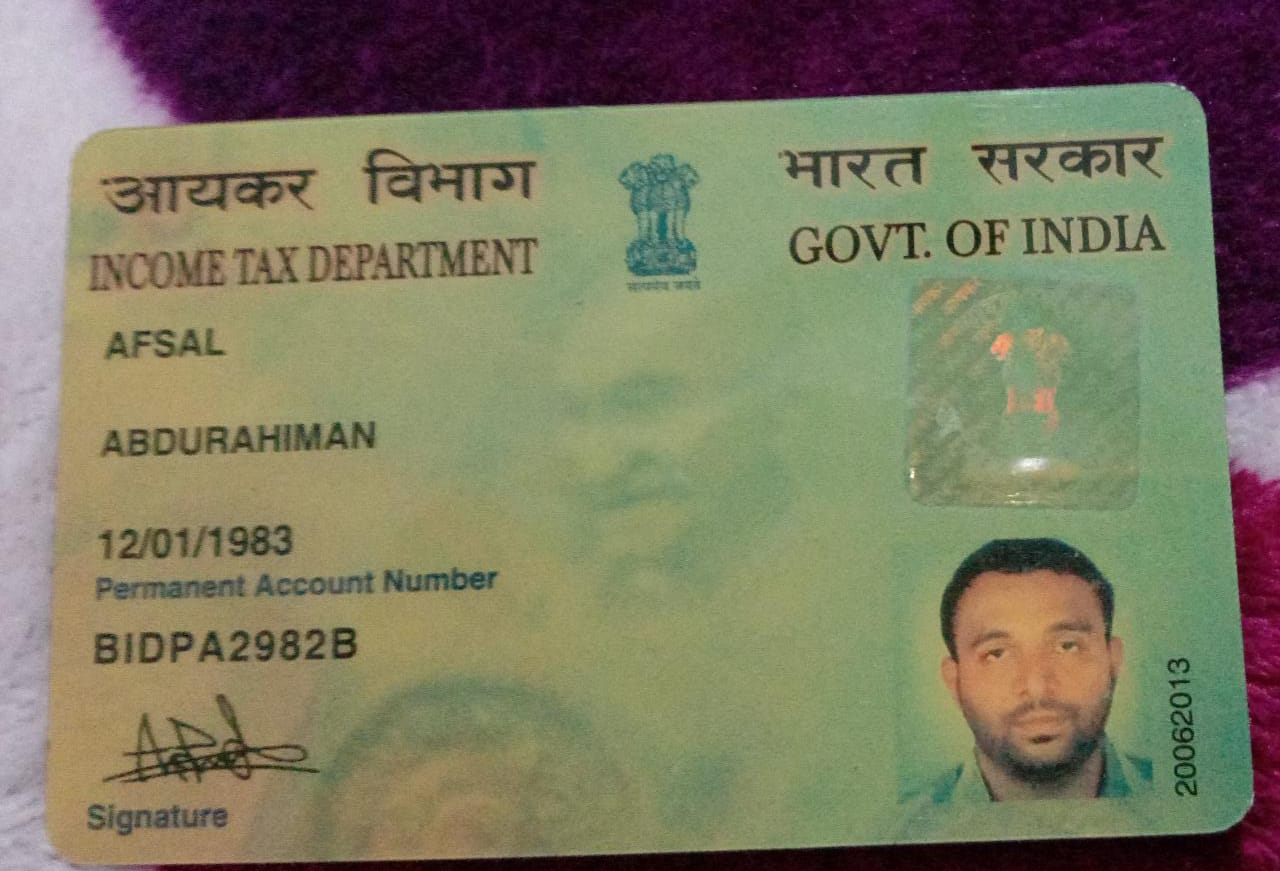 आयकर विभाग
INCOME TAX DEPARTMENT
सत्यमेव जयते
भारत सरकार
GOVT. OF INDIA
AFSAL
ABDURAHIMAN
12/01/1983
Permanent Account Number
BIDPA2982B
Signature
20062013